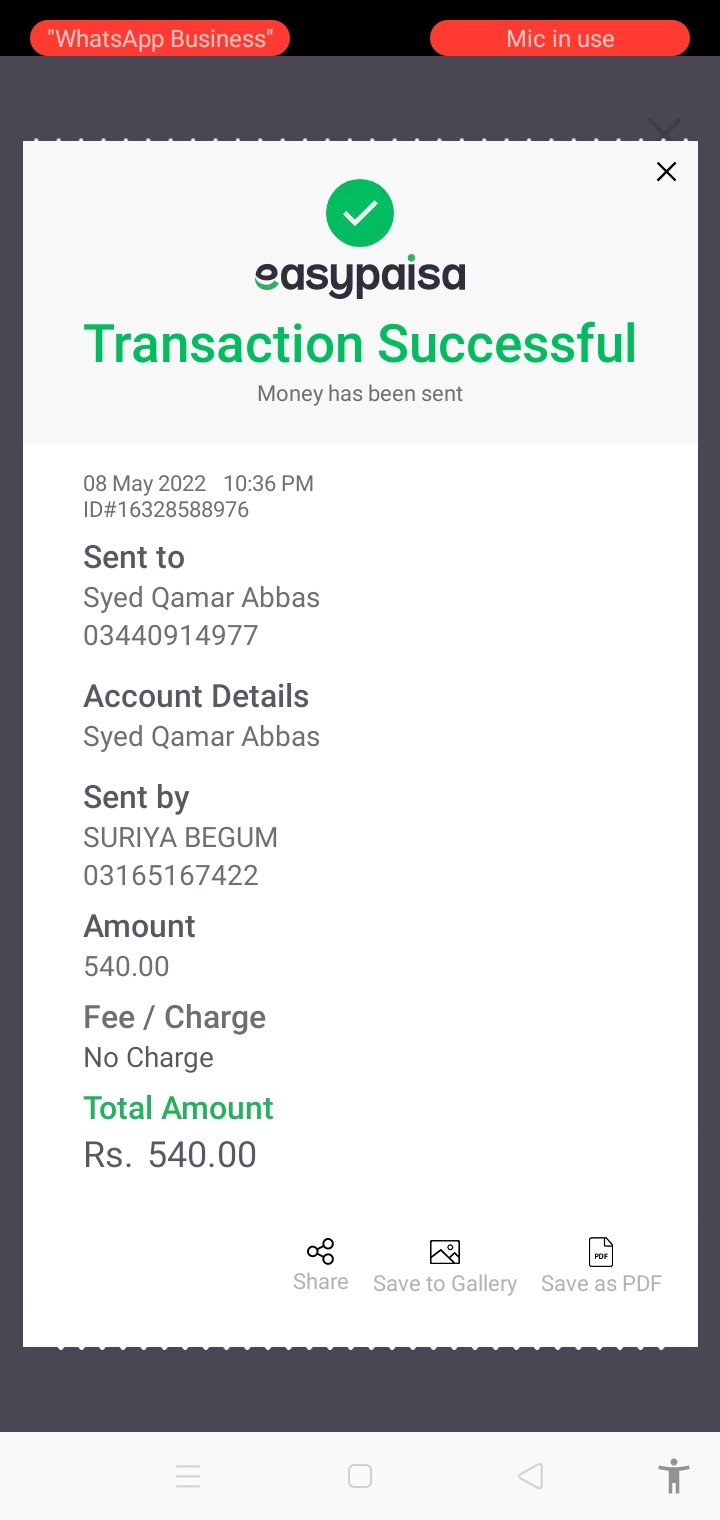 "WhatsApp Business"
Mic in use
easypaisa
Transaction Successful
Money has been sent
08 May 2022 10:36 PM
ID#16328588976
Sent to
Syed Qamar Abbas
03440914977
Account Details
Syed Qamar Abbas
Sent by
SURIYA BEGUM
03165167422
Amount
540.00
Fee / Charge
No Charge
Total Amount
Rs. 540.00
PDF
Share
Save to Gallery
Save as PDF